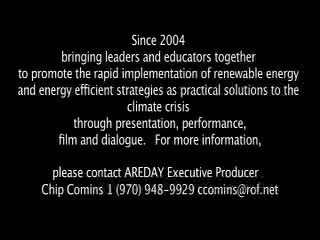 Since 2004
bringing leaders and educators together
to promote the rapid implementation of renewable energy
and energy efficient strategies as practical solutions to the
climate crisis
through presentation, performance,
film and dialogue.   For more information,
please contact AREDAY Executive Producer
Chip Comins 1 (970) 948-9929 ccomins@rof.net